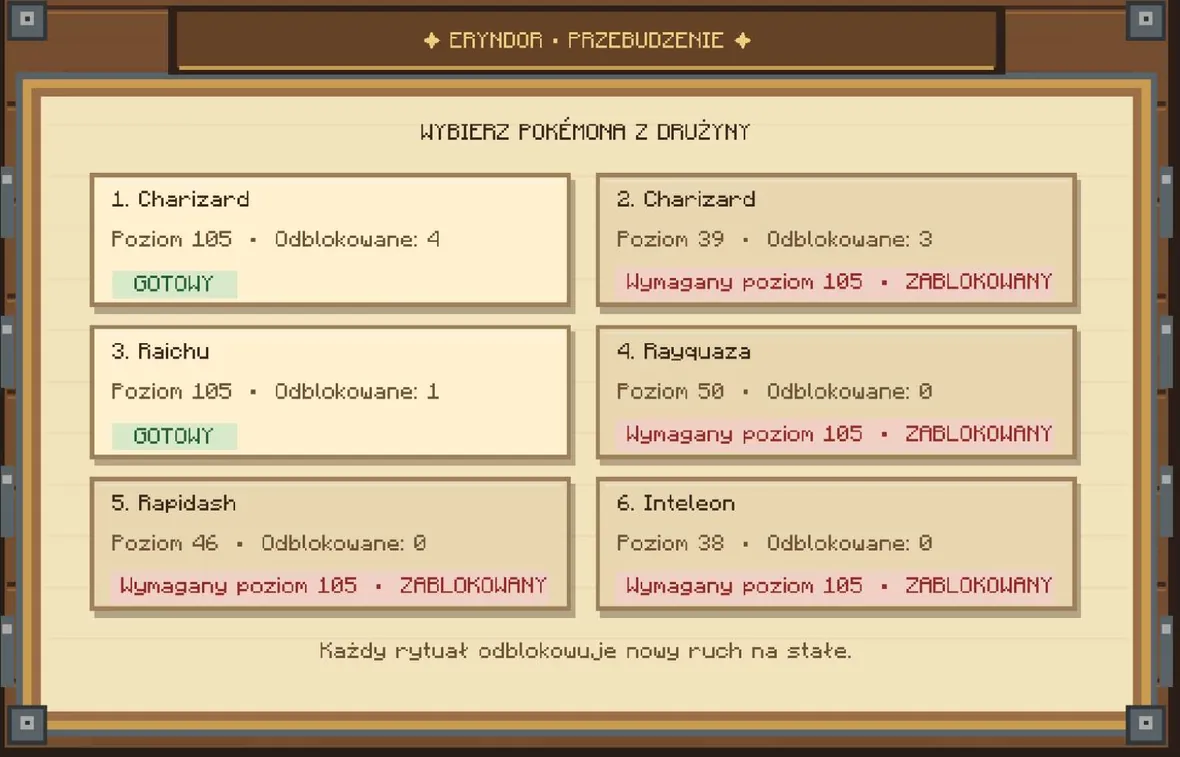 ✦ ERYNDOR · PRZEBUDZENIE ✦
WYBIERZ POKÉMONA Z DRUŻYNY
1. Charizard
Poziom 105 · Odblokowane: 4
GOTOWY
2. Charizard
Poziom 39 · Odblokowane: 3
Wymagany poziom 105 · ZABLOKOWANY
3. Raichu
Poziom 105 · Odblokowane: 1
GOTOWY
4. Rayquaza
Poziom 50 · Odblokowane: 0
Wymagany poziom 105 · ZABLOKOWANY
5. Rapidash
Poziom 46 · Odblokowane: 0
Wymagany poziom 105 · ZABLOKOWANY
6. Inteleon
Poziom 38 · Odblokowane: 0
Wymagany poziom 105 · ZABLOKOWANY
Każdy rytuał odblokowuje nowy ruch na stałe.